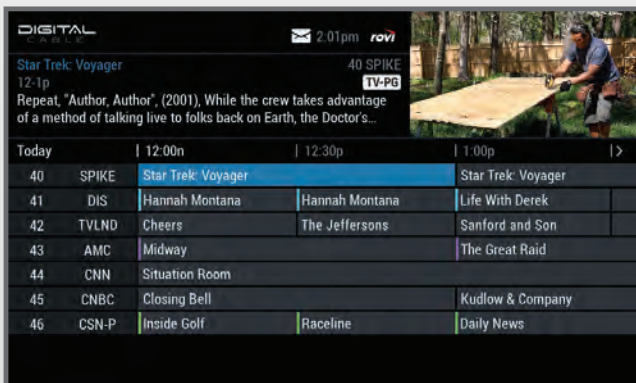 DIGITAL
CABLE
2:01pm rovi
Star Trek: Voyager 40 SPIKE
12-1p TV-PG
Repeat, "Author, Author", (2001), While the crew takes advantage
of a method of talking live to folks back on Earth, the Doctor's...
Today 12:00n 12:30p 1:00p >
40 SPIKE Star Trek: Voyager Star Trek: Voyager
41 DIS Hannah Montana Hannah Montana Life With Derek
42 TVLND Cheers The Jeffersons Sanford and Son
43 AMC Midway The Great Raid
44 CNN Situation Room
45 CNBC Closing Bell Kudlow & Company
46 CSN-P Inside Golf Raceline Daily News